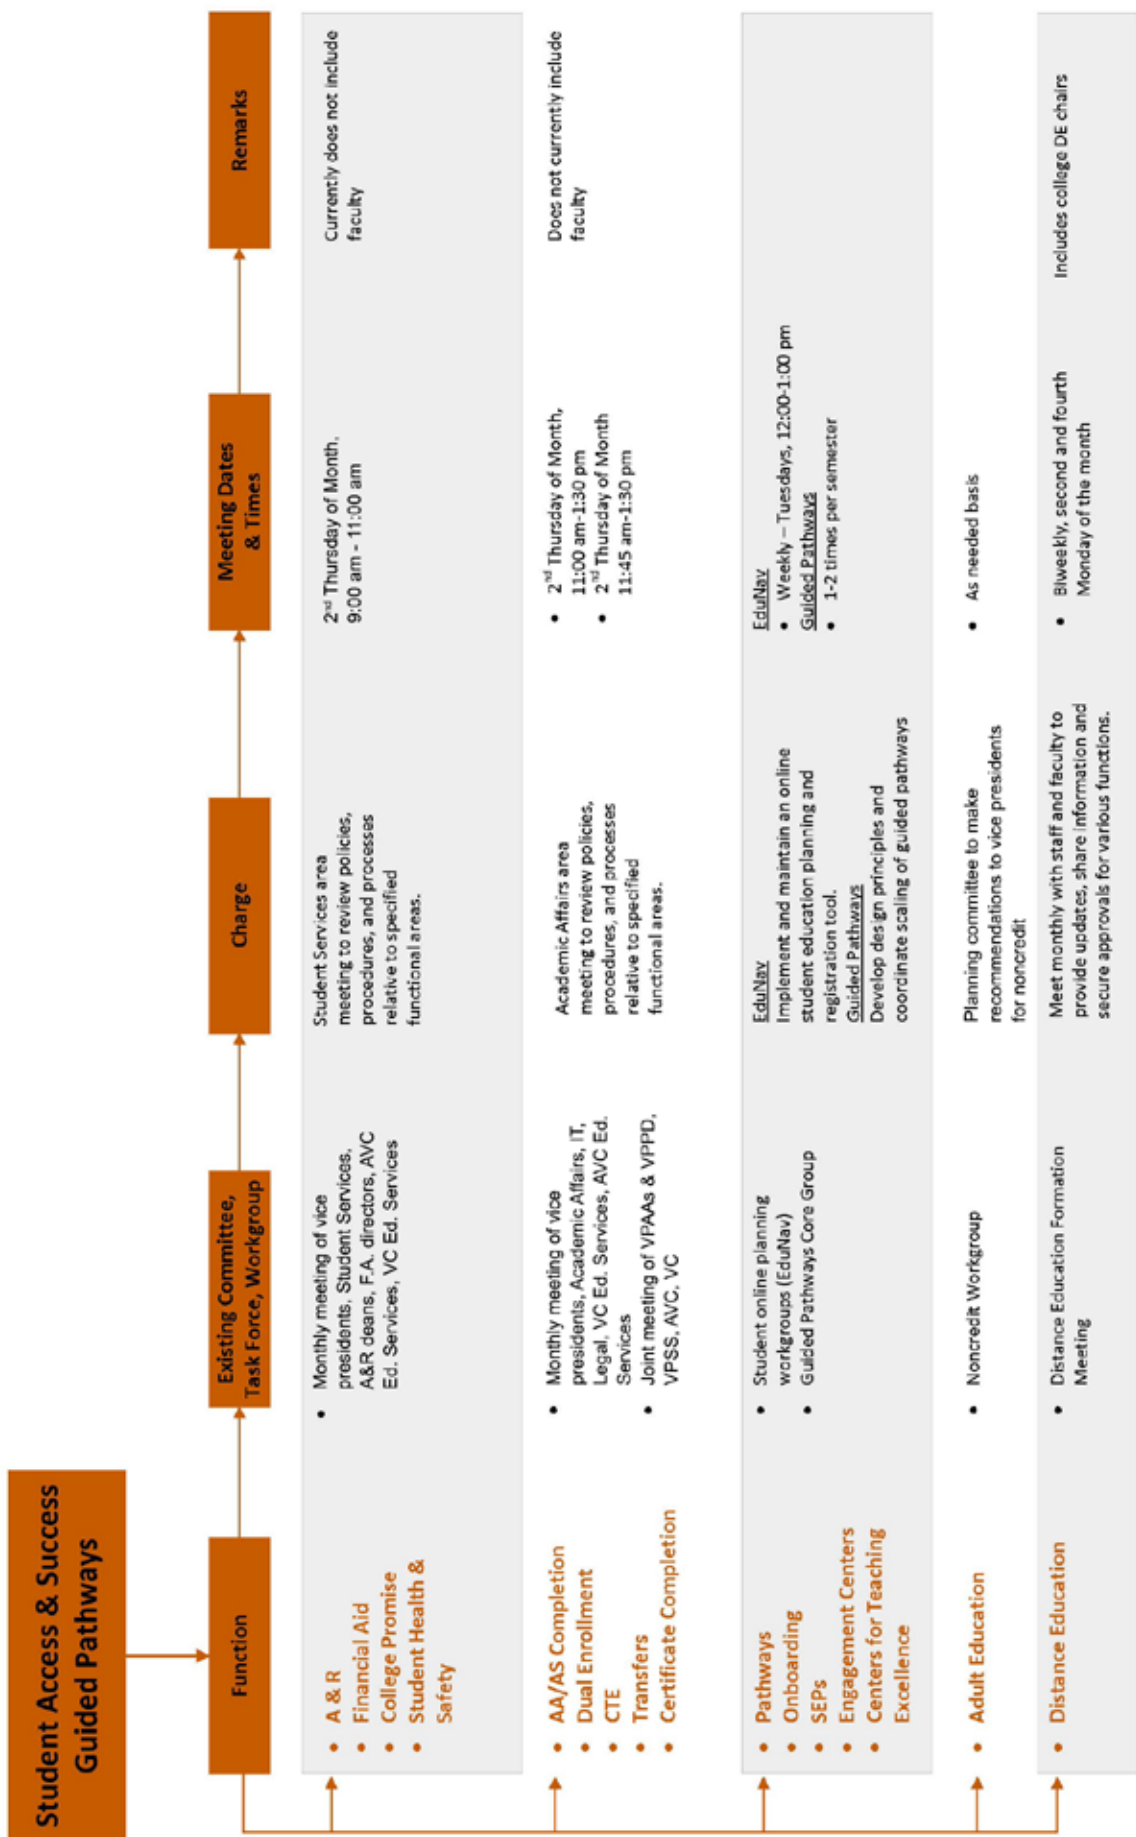 Student Access & Success
Guided Pathways
Function
Existing Committee,
Task Force, Workgroup
Charge
Meeting Dates
& Times
Remarks
• A & R
• Financial Aid
• College Promise
• Student Health &
Safety
• Monthly meeting of vice
presidents, Student Services,
A&R deans, F.A. directors, AVC
Ed. Services, VC Ed. Services
Student Services area
meeting to review policies,
procedures, and processes
relative to specified
functional areas.
2nd Thursday of Month,
9:00 am - 11:00 am
Currently does not include
faculty
• AA/AS Completion
• Dual Enrollment
• CTE
• Transfers
• Certificate Completion
• Monthly meeting of vice
presidents, Academic Affairs, IT,
Legal, VC Ed. Services, AVC Ed.
Services
• Joint meeting of VPAAs & VPPD,
VPSS, AVC, VC
Academic Affairs area
meeting to review policies,
procedures, and processes
relative to specified
functional areas.
• 2nd Thursday of Month,
11:00 am-1:30 pm
• 2nd Thursday of Month
11:45 am-1:30 pm
Does not currently include
faculty
• Pathways
• Onboarding
• SEPs
• Engagement Centers
• Centers for Teaching
Excellence
• Student online planning
workgroups (EduNav)
• Guided Pathways Core Group
EduNav
Implement and maintain an online
student education planning and
registration tool.
Guided Pathways
Develop design principles and
coordinate scaling of guided pathways
EduNav
• Weekly – Tuesdays, 12:00-1:00 pm
Guided Pathways
• 1-2 times per semester
• Adult Education
• Noncredit Workgroup
Planning committee to make
recommendations to vice presidents
for noncredit
• As needed basis
• Distance Education
• Distance Education Formation
Meeting
Meet monthly with staff and faculty to
provide updates, share information and
secure approvals for various functions.
• Biweekly, second and fourth
Monday of the month
Includes college DE chairs